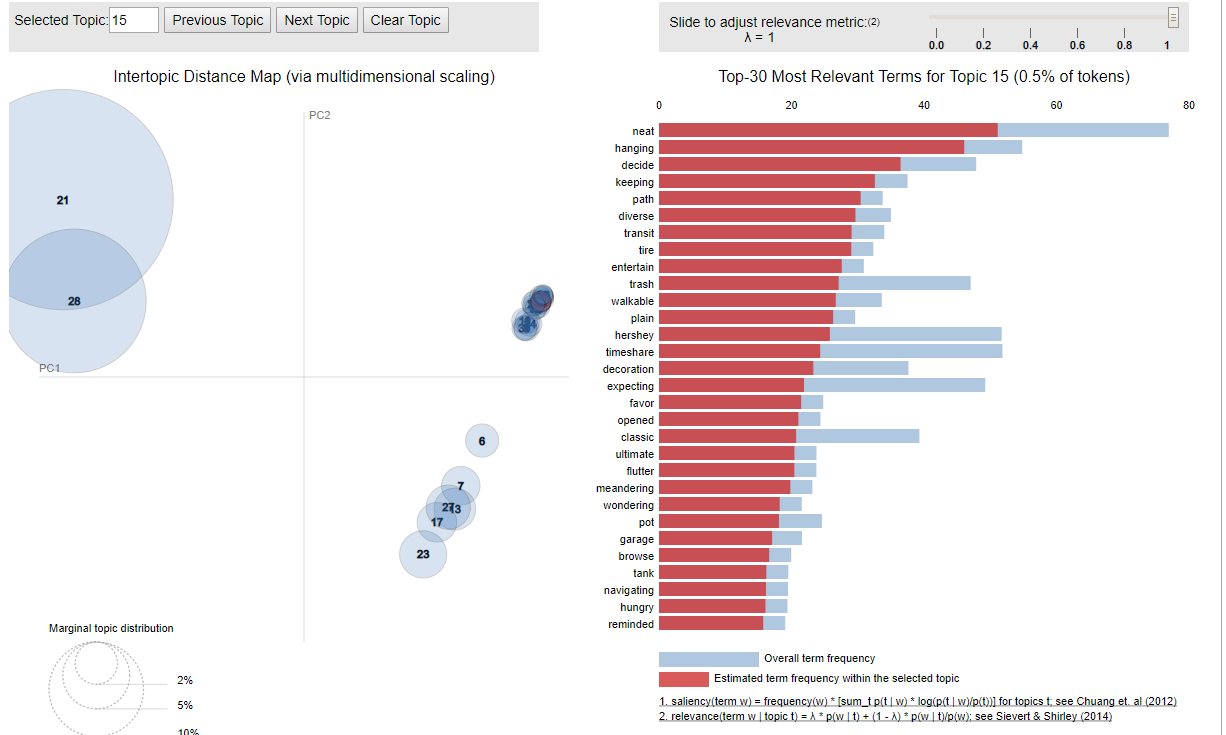 Selected Topic: 15 Previous Topic Next Topic Clear Topic
Slide to adjust relevance metric:(2)
λ = 1
0.0 0.2 0.4 0.6 0.8 1
Intertopic Distance Map (via multidimensional scaling)
PC2
PC1
21
28
6
7
27
13
17
23
Marginal topic distribution
2%
5%
10%
Top-30 Most Relevant Terms for Topic 15 (0.5% of tokens)
0 20 40 60 80
neat
hanging
decide
keeping
path
diverse
transit
tire
entertain
trash
walkable
plain
hershey
timeshare
decoration
expecting
favor
opened
classic
ultimate
flutter
meandering
wondering
pot
garage
browse
tank
navigating
hungry
reminded
Overall term frequency
Estimated term frequency within the selected topic
1. saliency(term w) = frequency(w) * [sum_t p(t | w) * log(p(t | w)/p(t))] for topics t; see Chuang et. al (2012)
2. relevance(term w | topic t) = λ * p(w | t) + (1 - λ) * p(w | t)/p(w); see Sievert & Shirley (2014)